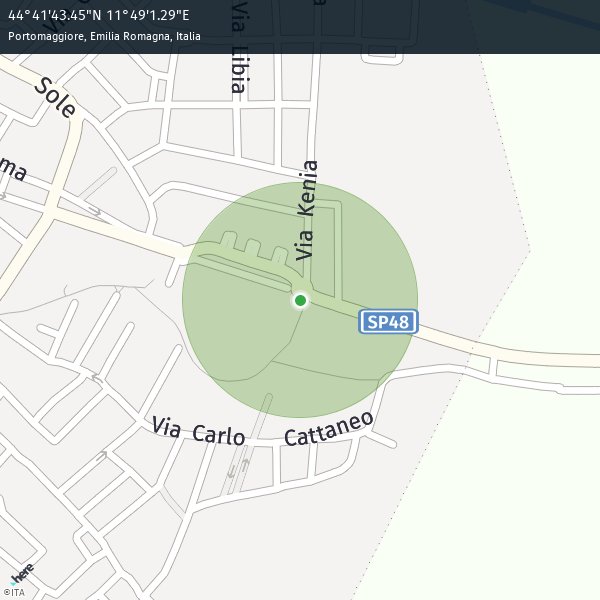 44°41'43.45"N 11°49'1.29"E
Portomaggiore, Emilia Romagna, Italia
Via Libia
Sole
ma
Via Kenia
SP48
Via Carlo Cattaneo
here
©ITA